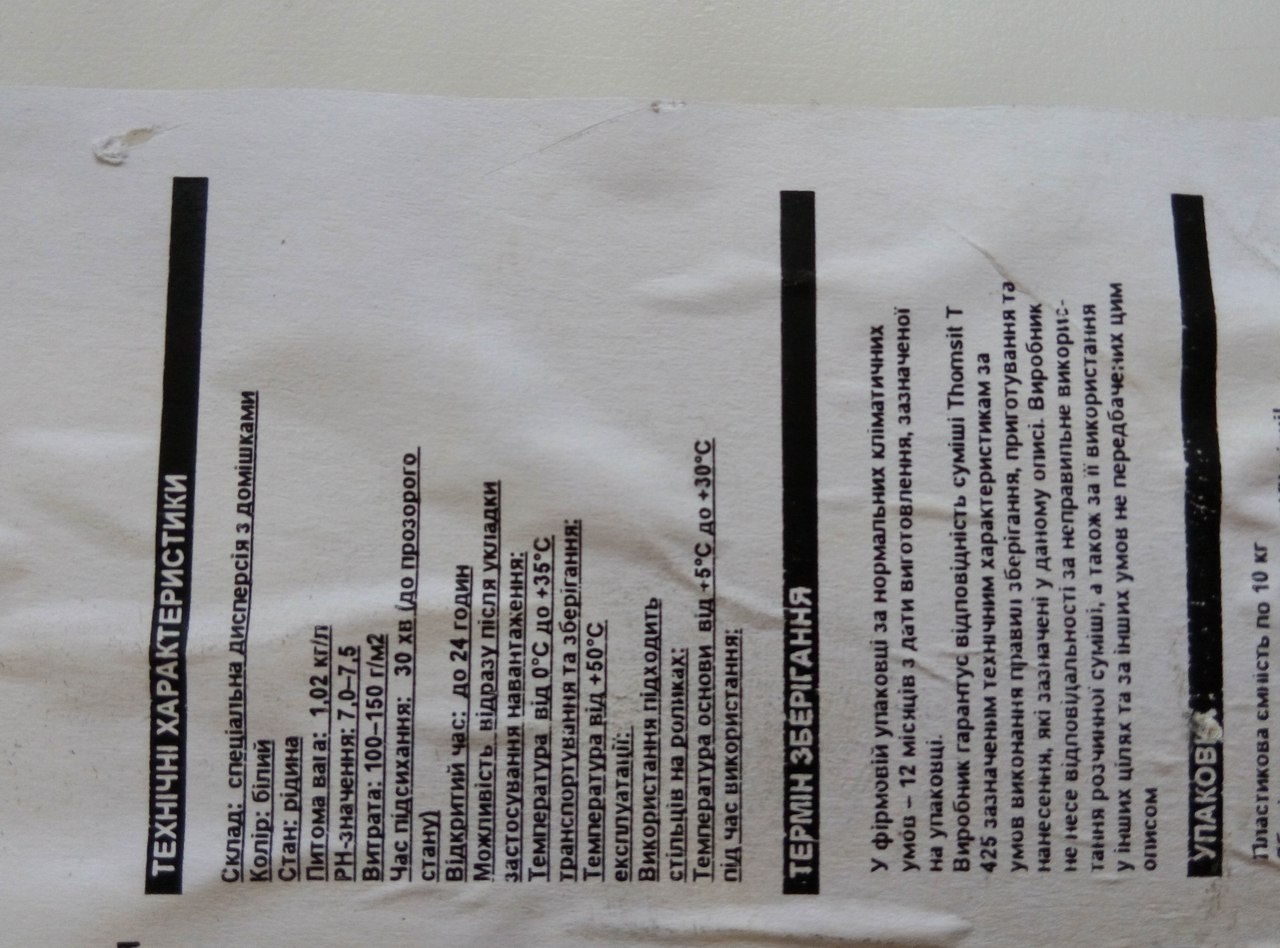 ТЕХНІЧНІ ХАРАКТЕРИСТИКИ
Склад: спеціальна дисперсія з домішками
Колір: білий
Стан: рідина
Питома вага: 1,02 кг/л
PH-значення: 7,0–7,5
Витрата: 100–150 г/м2
Час підсихання: 30 хв (до прозорого
стану)
Відкритий час: до 24 годин
Можливість відразу після укладки
застосування навантаження:
Температура від 0°С до +35°С
транспортування та зберігання:
Температура від +50°С
експлуатації:
Використання підходить
стільців на роликах:
Температура основи від +5°С до +30°С
під час використання:
ТЕРМІН ЗБЕРІГАННЯ
У фірмовій упаковці за нормальних кліматичних
умов – 12 місяців з дати виготовлення, зазначеної
на упаковці.
Виробник гарантує відповідність суміші Thomsit T
425 зазначеним технічним характеристикам за
умов виконання правил зберігання, приготування та
нанесення, які зазначені у даному описі. Виробник
не несе відповідальності за неправильне викорис-
тання розчинної суміші, а також за її використання
у інших цілях та за інших умов не передбачених цим
описом
УПАКОВ
Пластикова ємність по 10 кг